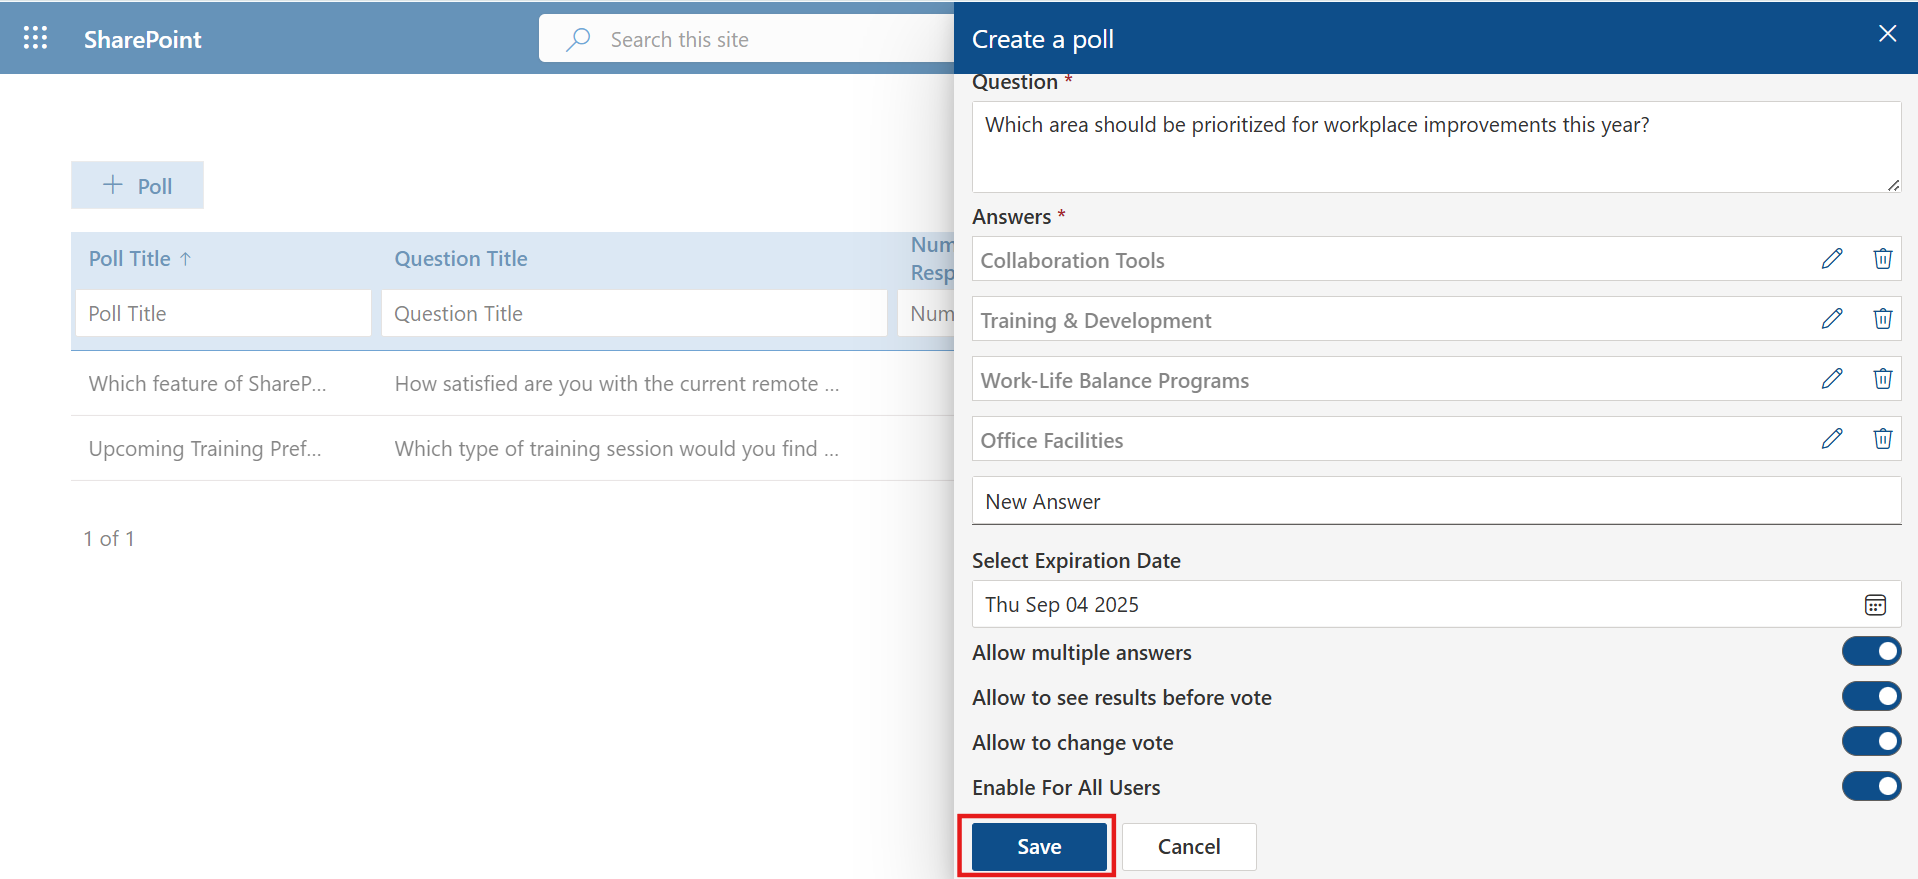 SharePoint
Search this site
Create a poll
+ Poll
Poll Title ↑
Question Title
Num
Resp
Poll Title
Question Title
Num
Which feature of ShareP...
How satisfied are you with the current remote ...
Upcoming Training Pref...
Which type of training session would you find ...
1 of 1
Question *
Which area should be prioritized for workplace improvements this year?
Answers *
Collaboration Tools
Training & Development
Work-Life Balance Programs
Office Facilities
New Answer
Select Expiration Date
Thu Sep 04 2025
Allow multiple answers
Allow to see results before vote
Allow to change vote
Enable For All Users
Save
Cancel